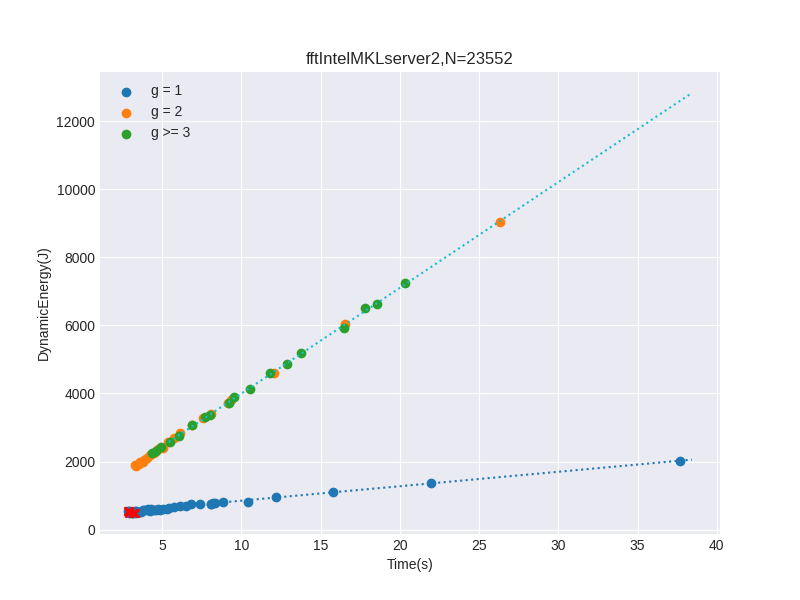 fftIntelMKLserver2,N=23552
g = 1
g = 2
g >= 3
DynamicEnergy(J)
12000
10000
8000
6000
4000
2000
0
5 10 15 20 25 30 35 40
Time(s)